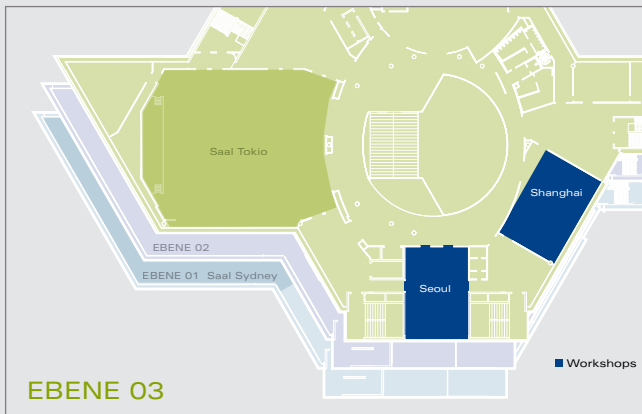 Saal Tokio
Shanghai
EBENE 02
EBENE 01 Saal Sydney
Seoul
Workshops
EBENE 03